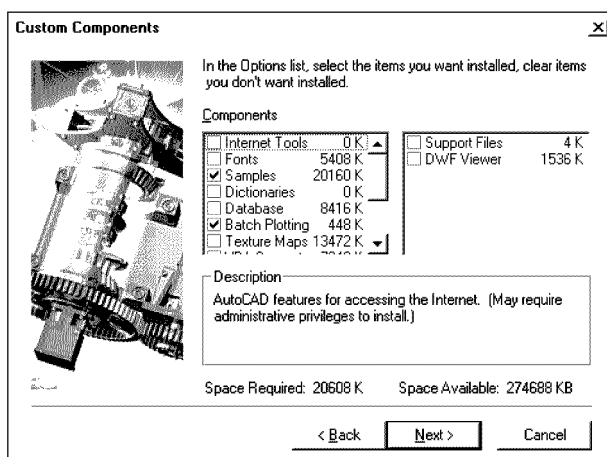 Custom Components
In the Options list, select the items you want installed, clear items
you don't want installed.
Components
Internet Tools 0 K
Fonts 5408 K
Samples 20160 K
Dictionaries 0 K
Database 8416 K
Batch Plotting 448 K
Texture Maps 13472 K
Support Files 4 K
DWF Viewer 1536 K
Description
AutoCAD features for accessing the Internet. (May require
administrative privileges to install.)
Space Required: 20608 K Space Available: 274688 KB
< Back Next > Cancel